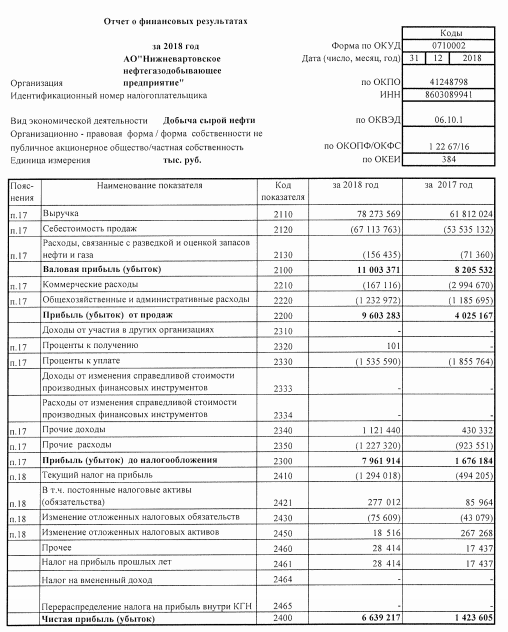 Отчет о финансовых результатах
Коды
за 2018 год Форма по ОКУД 0710002
АО"Нижневартовское Дата (число, месяц, год) 31 12 2018
нефтегазодобывающее
Организация предприятие" по ОКПО 41248798
Идентификационный номер налогоплательщика ИНН 8603089941
Вид экономической деятельности Добыча сырой нефти по ОКВЭД 06.10.1
Организационно - правовая форма / форма собственности не
публичное акционерное общество/частная собственность по ОКОПФ/ОКФС 1 22 67/16
Единица измерения тыс. руб. по ОКЕИ 384
Пояс- Наименование показателя Код за 2018 год за 2017 год
нения показателя
п.17 Выручка 2110 78 273 569 61 812 024
п.17 Себестоимость продаж 2120 (67 113 763) (53 535 132)
Расходы, связанные с разведкой и оценкой запасов
п.17 нефти и газа 2130 (156 435) (71 360)
Валовая прибыль (убыток) 2100 11 003 371 8 205 532
п.17 Коммерческие расходы 2210 (167 116) (2 994 670)
п.17 Общехозяйственные и административные расходы 2220 (1 232 972) (1 185 695)
Прибыль (убыток) от продаж 2200 9 603 283 4 025 167
Доходы от участия в других организациях 2310 - -
п.17 Проценты к получению 2320 101 -
п.17 Проценты к уплате 2330 (1 535 590) (1 855 764)
Доходы от изменения справедливой стоимости
производных финансовых инструментов 2333 - -
Расходы от изменения справедливой стоимости
производных финансовых инструментов 2334 - -
п.17 Прочие доходы 2340 1 121 440 430 332
п.17 Прочие расходы 2350 (1 227 320) (923 551)
п.17 Прибыль (убыток) до налогообложения 2300 7 961 914 1 676 184
п.18 Текущий налог на прибыль 2410 (1 294 018) (494 205)
В т.ч. постоянные налоговые активы
п.18 (обязательства) 2421 277 012 85 964
п.18 Изменение отложенных налоговых обязательств 2430 (75 609) (43 079)
п.18 Изменение отложенных налоговых активов 2450 18 516 267 268
Прочее 2460 28 414 17 437
Налог на прибыль прошлых лет 2461 28 414 17 437
Налог на вмененный доход 2464 - -
Перераспределение налога на прибыль внутри КГН 2465 - -
Чистая прибыль (убыток) 2400 6 639 217 1 423 605